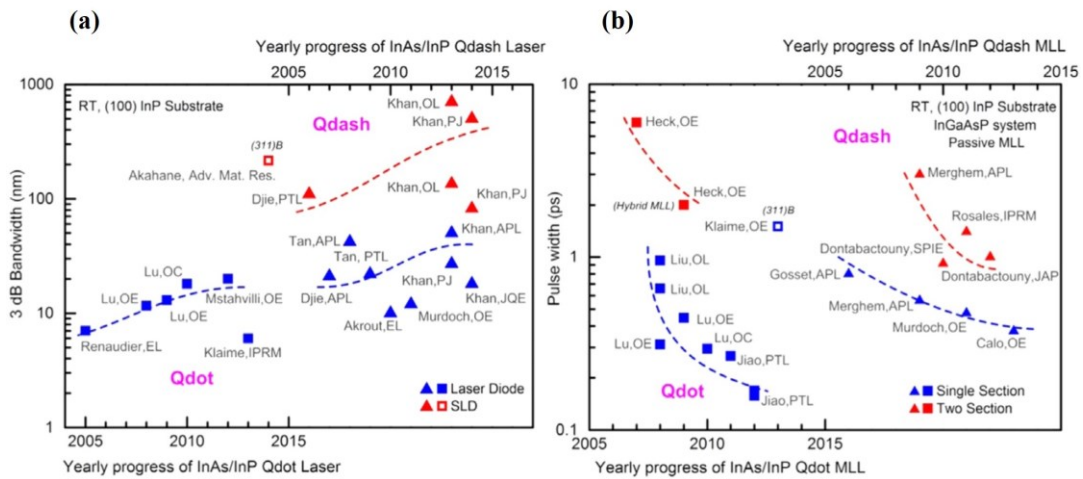 (a)
Yearly progress of InAs/InP Qdash Laser
2005 2010 2015
1000
RT, (100) InP Substrate
Khan,OL
Khan,PJ
Qdash
(311)B
Akahane, Adv. Mat. Res.
Djie,PTL
Khan,OL
Khan,PJ
100
Tan,APL
Khan,APL
Tan, PTL
Lu,OC
Lu,OE
Khan,PJ
Mstahvilli,OE
Djie,APL
Khan,JQE
Lu,OE
10
Akrout,EL
Murdoch,OE
Renaudier,EL
Klaime,IPRM
Qdot
Laser Diode
SLD
1
3 dB Bandwidth (nm)
2005 2010 2015
Yearly progress of InAs/InP Qdot Laser
(b)
Yearly progress of InAs/InP Qdash MLL
2005 2010 2015
10
RT, (100) InP Substrate
InGaAsP system
Passive MLL
Heck,OE
Qdash
Merghem,APL
Heck,OE
(Hybrid MLL)
(311)B
Klaime,OE
Rosales,IPRM
Dontabactouny,SPIE
1
Liu,OL
Gosset,APL
Dontabactouny,JAP
Liu,OL
Merghem,APL
Lu,OE
Murdoch,OE
Lu,OE
Lu,OC
Calo,OE
Jiao,PTL
Qdot
Jiao,PTL
Single Section
Two Section
0.1
Pulse width (ps)
2005 2010 2015
Yearly progress of InAs/InP Qdot MLL